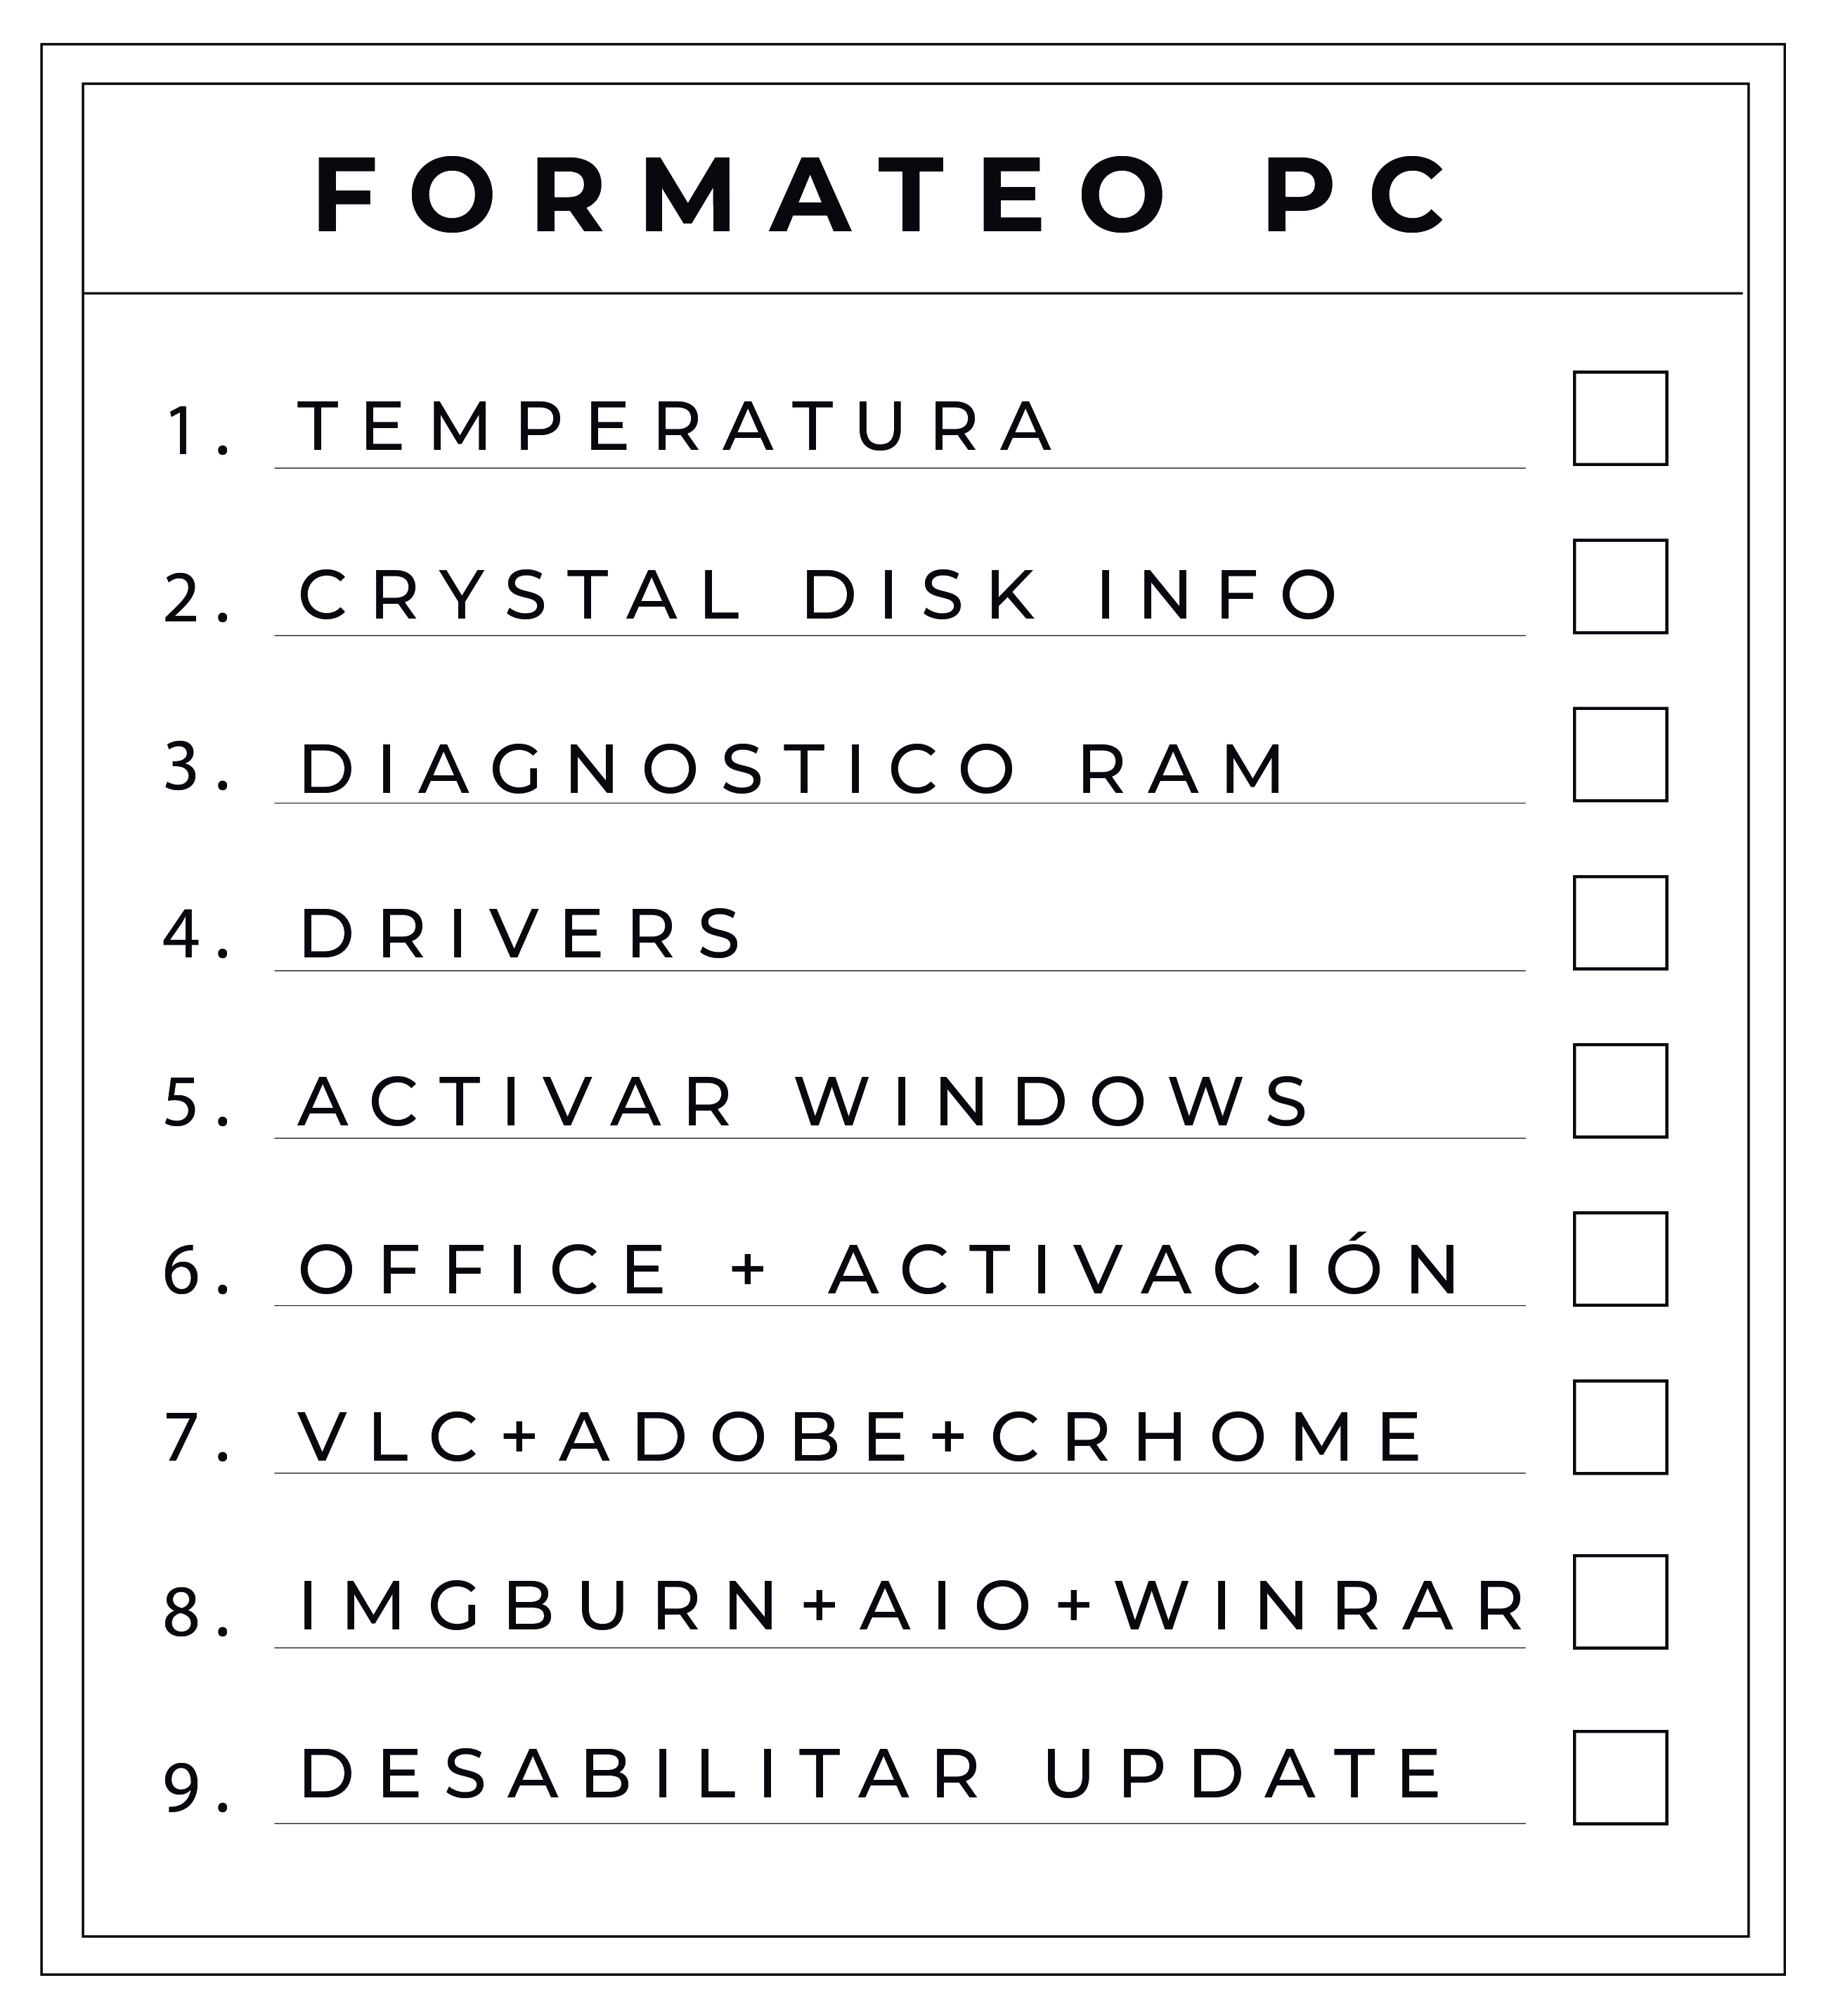 FORMATEO PC
1. TEMPERATURA
2. CRYSTAL DISK INFO
3. DIAGNOSTICO RAM
4. DRIVERS
5. ACTIVAR WINDOWS
6. OFFICE + ACTIVACIÓN
7. VLC+ADOBE+CRHOME
8. IMGBURN+AIO+WINRAR
9. DESABILITAR UPDATE